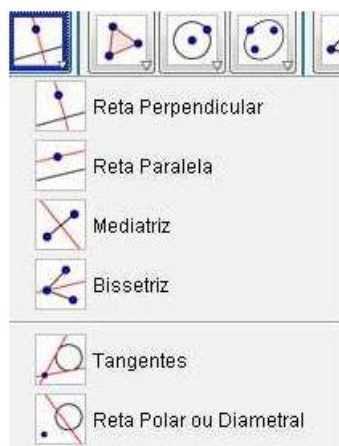 Reta Perpendicular
Reta Paralela
Mediatriz
Bissetriz
Tangentes
Reta Polar ou Diametral